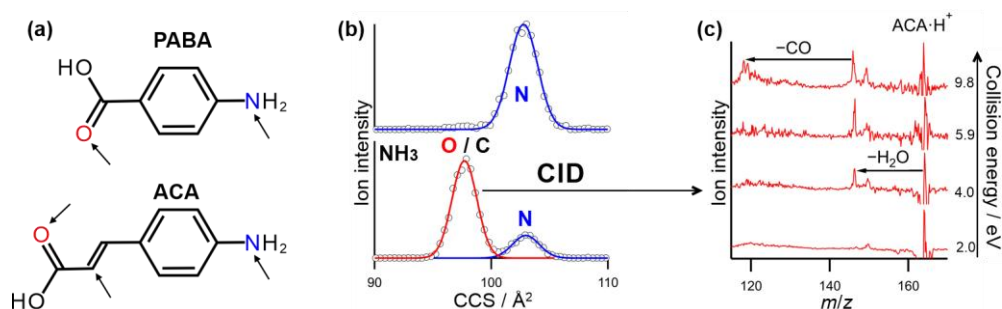 (a)
PABA
HO
O
NH₂
ACA
O
NH₂
HO
(b)
Ion intensity
N
NH₃
O / C
CID
N
90
100
110
CCS / Å²
(c)
ACA·H⁺
Ion intensity
−CO
9.8
5.9
−H₂O
4.0
2.0
Collision energy / eV
120
140
160
m/z